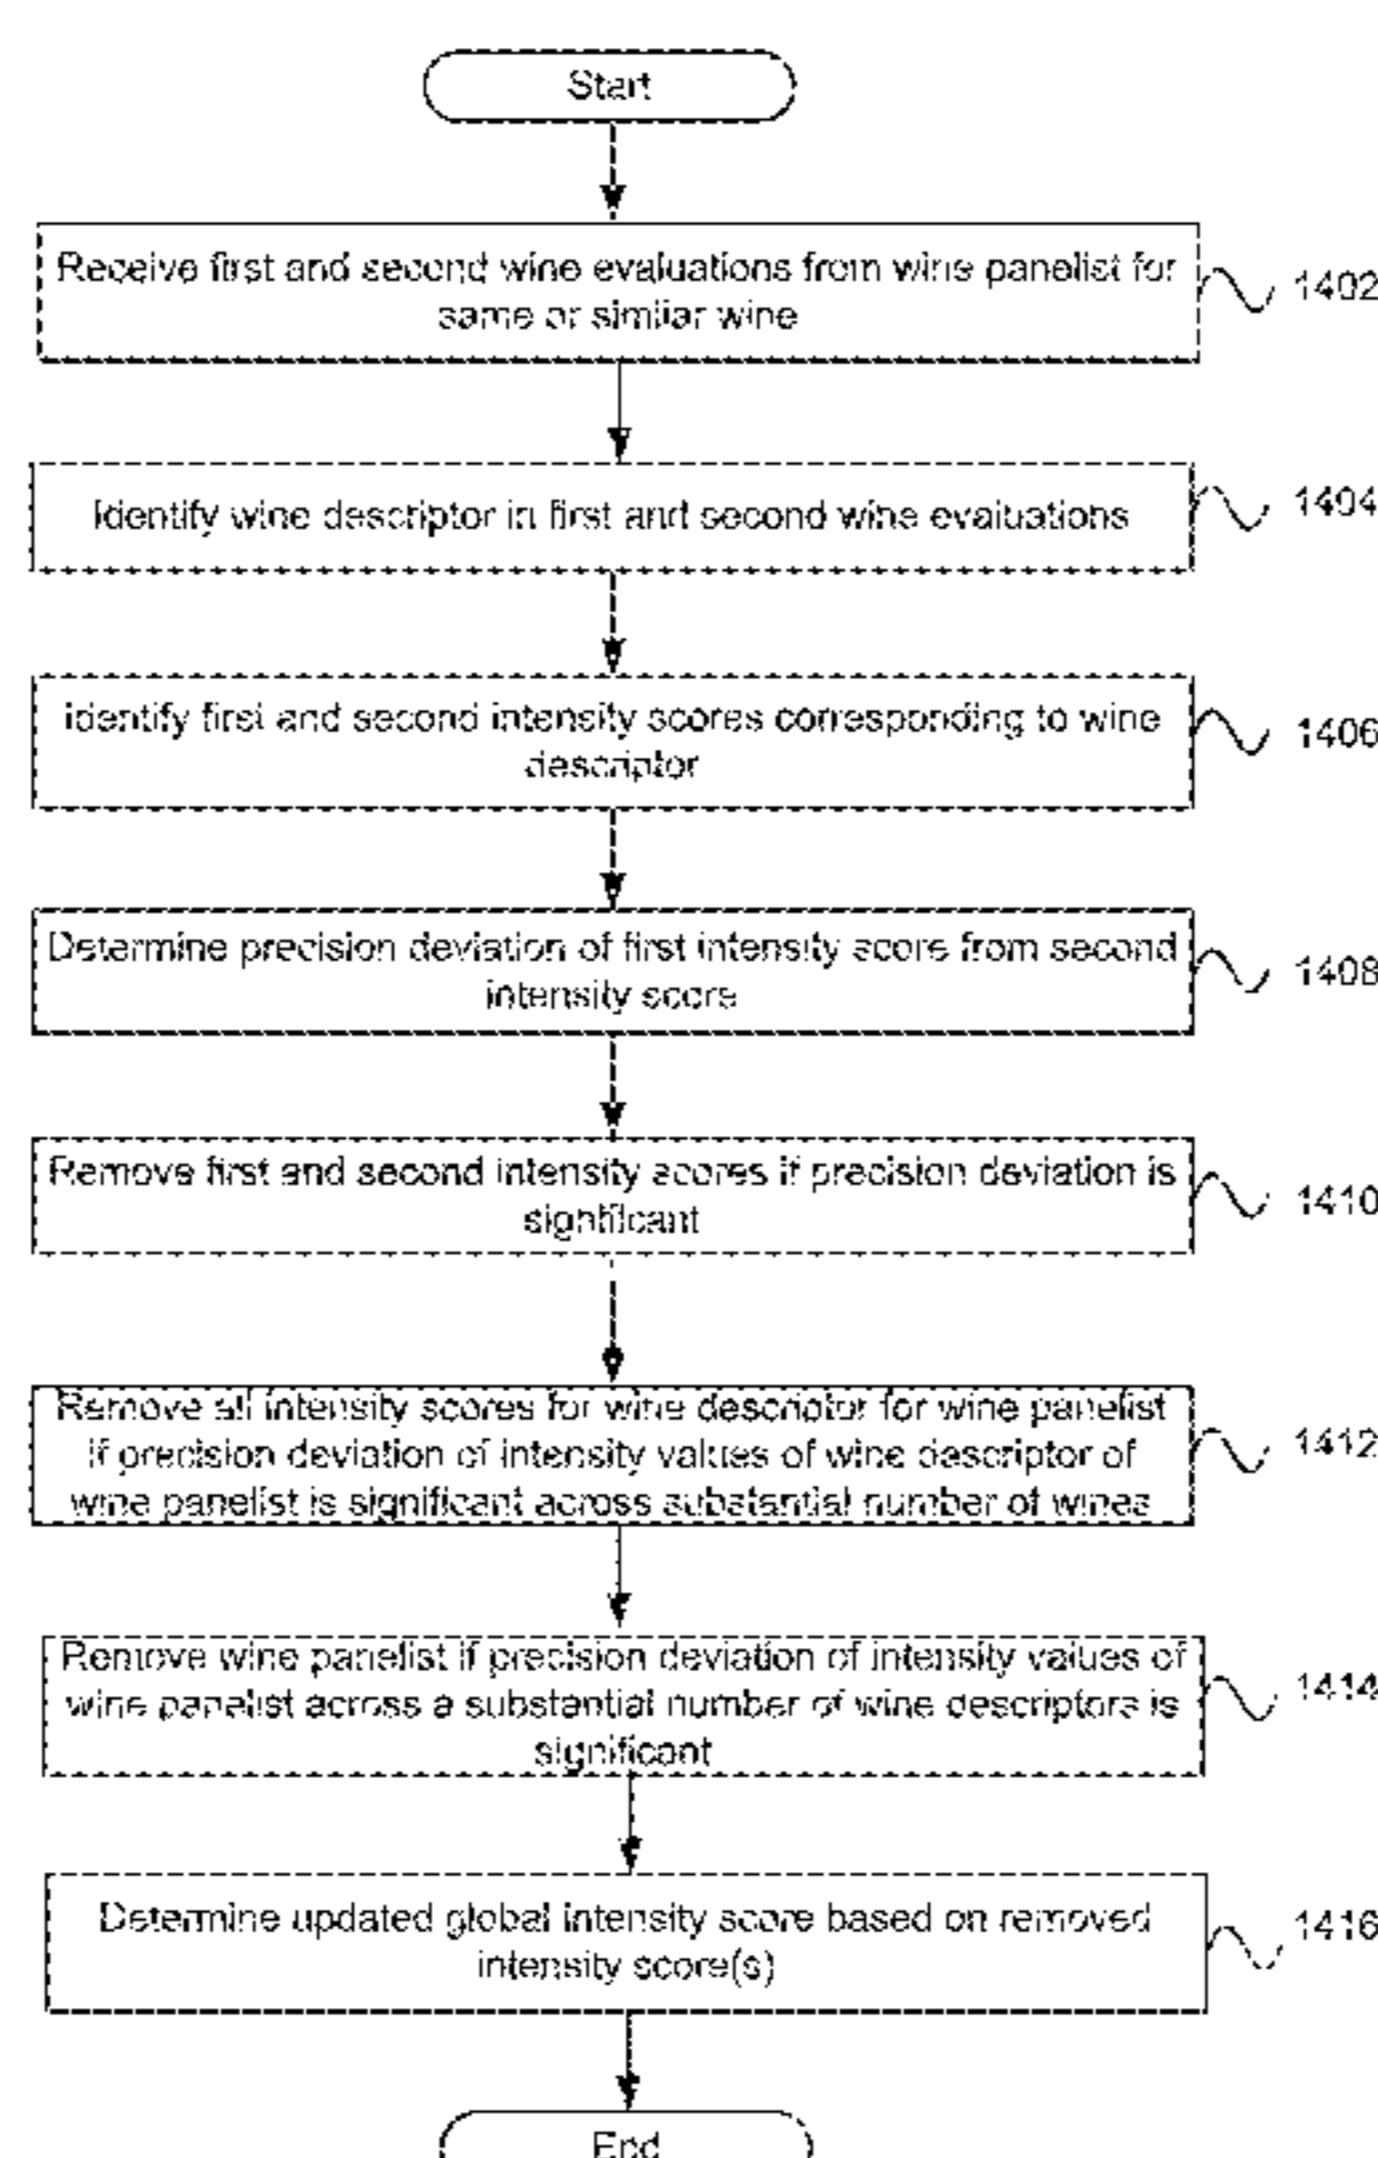 Start
Receive first and second wine evaluations from wine panelist for
same or similar wine
1402
Identify wine descriptor in first and second wine evaluations
1404
Identify first and second intensity scores corresponding to wine
descriptor
1406
Determine precision deviation of first intensity score from second
intensity score
1408
Remove first and second intensity scores if precision deviation is
significant
1410
Remove all intensity scores for wine descriptor for wine panelist
if precision deviation of intensity values of wine descriptor of
wine panelist is significant across substantial number of wines
1412
Remove wine panelist if precision deviation of intensity values of
wine panelist across a substantial number of wine descriptors is
significant
1414
Determine updated global intensity score based on removed
intensity score(s)
1416
End